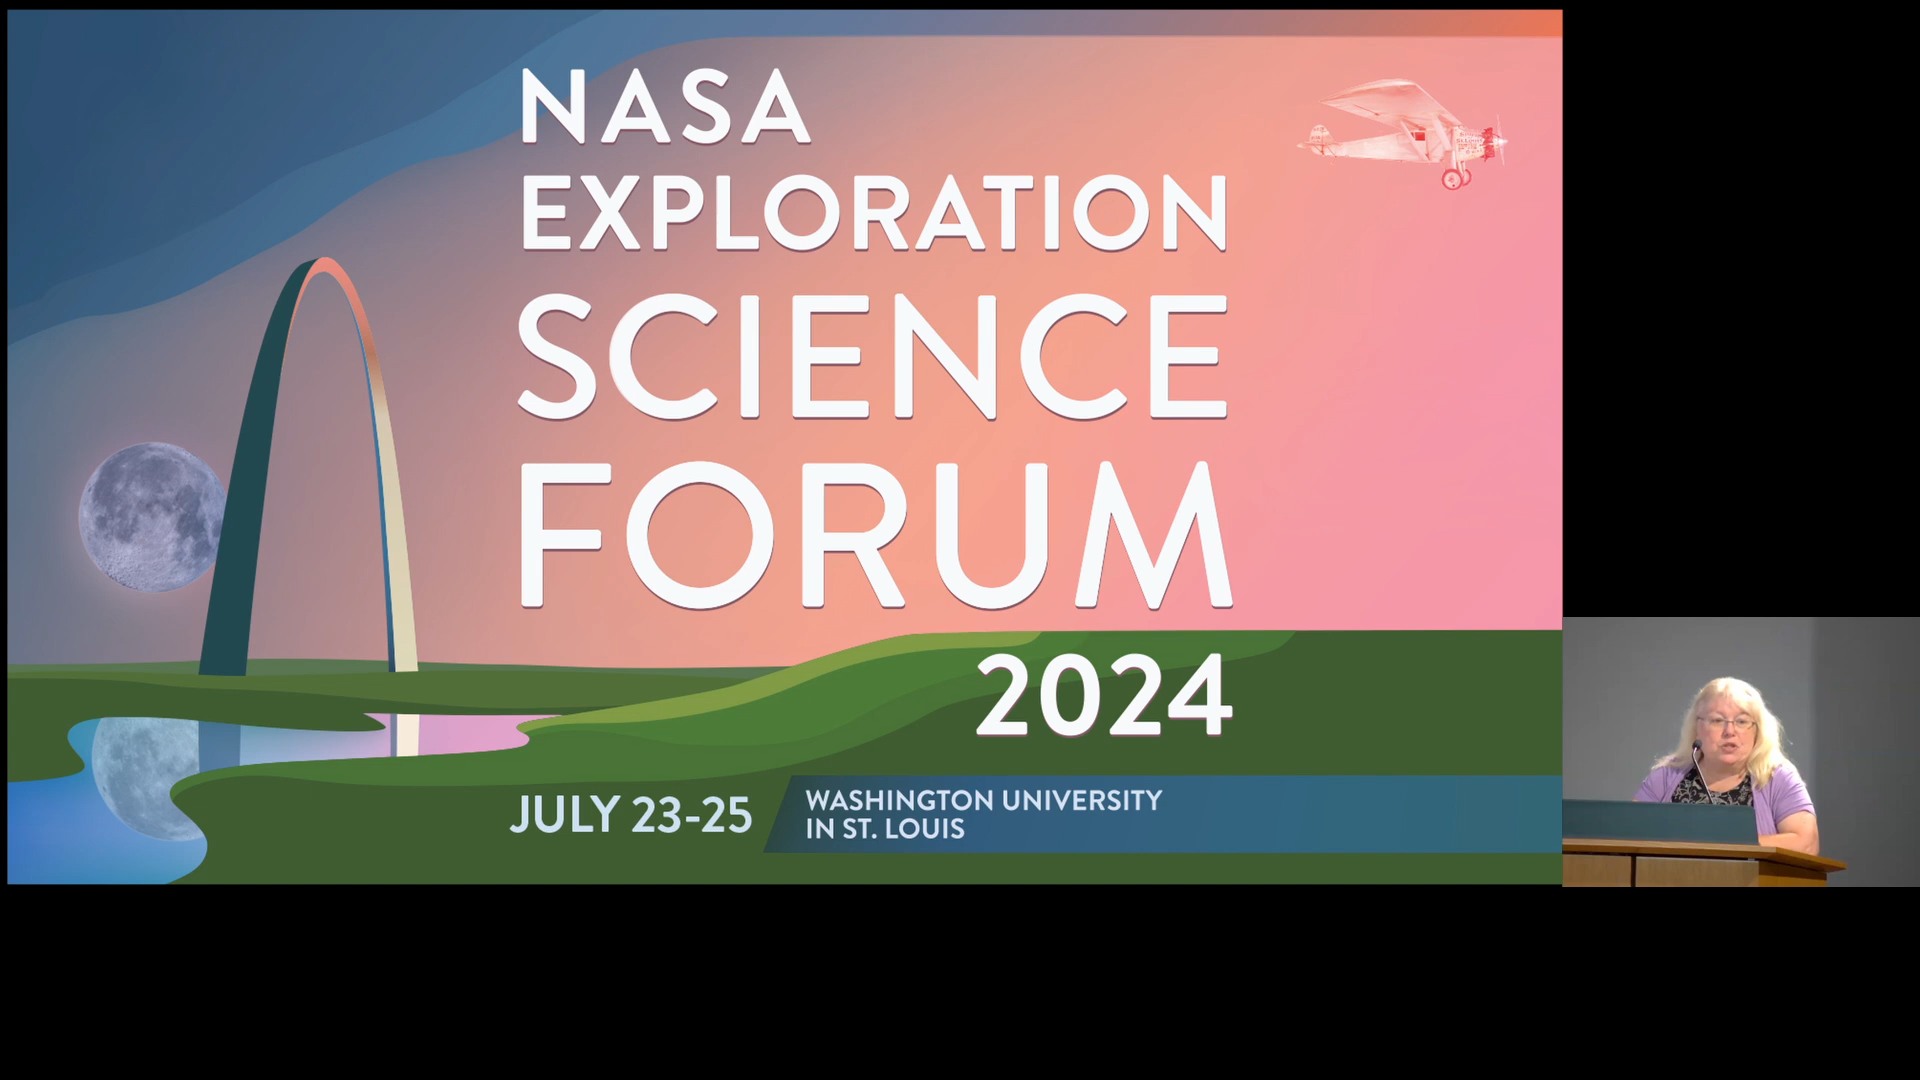 NASA
EXPLORATION
SCIENCE
FORUM
2024
JULY 23-25
WASHINGTON UNIVERSITY
IN ST. LOUIS